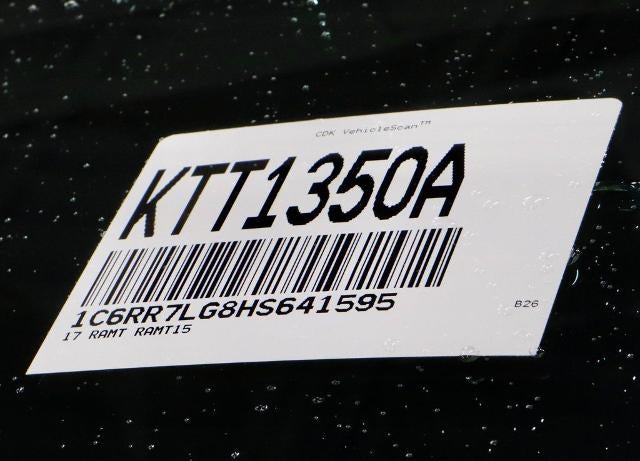 CDK VehicleScan™
KTT1350A
1C6RR7LG8HS641595
17 RAMT RAMT15
B26